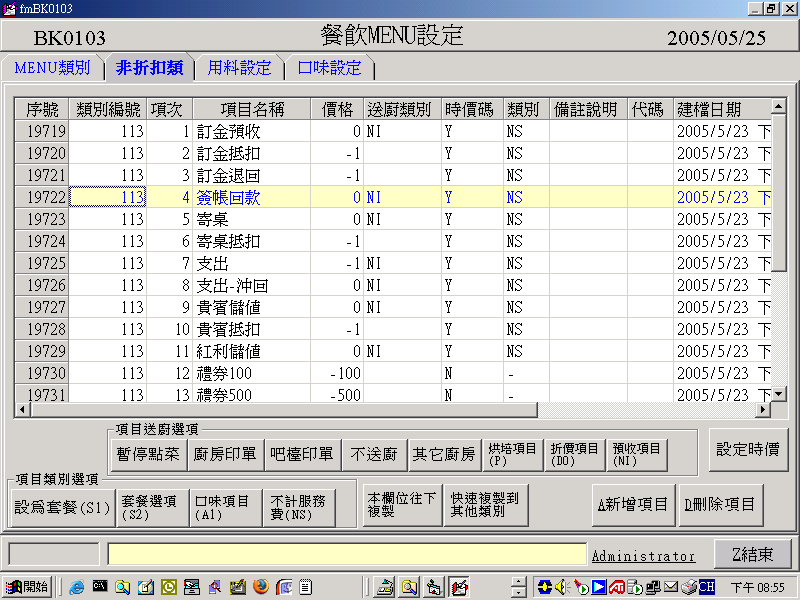 fmBK0103
BK0103 餐飲MENU設定 2005/05/25
MENU類別 非折扣類 用料設定 口味設定
序號 類別編號 項次 項目名稱 價格 送廚類別 時價碼 類別 備註說明 代碼 建檔日期
19719 113 1 訂金預收 0 NI Y NS 2005/5/23 下
19720 113 2 訂金抵扣 -1 Y NS 2005/5/23 下
19721 113 3 訂金退回 -1 Y NS 2005/5/23 下
19722 113 4 簽帳回款 0 NI Y NS 2005/5/23 下
19723 113 5 寄桌 0 NI Y NS 2005/5/23 下
19724 113 6 寄桌抵扣 -1 Y NS 2005/5/23 下
19725 113 7 支出 -1 NI Y NS 2005/5/23 下
19726 113 8 支出-沖回 0 NI Y NS 2005/5/23 下
19727 113 9 貴賓儲值 0 NI Y NS 2005/5/23 下
19728 113 10 貴賓抵扣 -1 Y NS 2005/5/23 下
19729 113 11 紅利儲值 0 NI Y NS 2005/5/23 下
19730 113 12 禮券100 -100 N - 2005/5/23 下
19731 113 13 禮券500 -500 N - 2005/5/23 下
項目送廚選項
暫停點菜 廚房印單 吧檯印單 不送廚 其它廚房 烘培項目(P) 折價項目(DO) 預收項目(NI) 設定時價
項目類別選項
設為套餐(S1) 套餐選項(S2) 口味項目(A1) 不計服務費(NS) 本欄位往下複製 快速複製到其他類別 A新增項目 D刪除項目
Administrator Z結束
開始 CH 下午 08:55